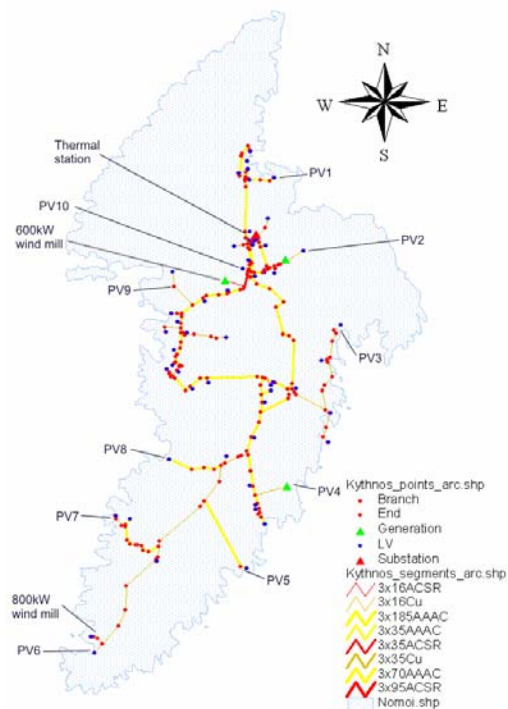 N
W
E
S
Thermal
station
PV1
PV10
600kW
wind mill
PV2
PV9
PV3
PV8
PV4
PV7
PV5
800kW
wind mill
PV6
Kythnos_points_arc.shp
Branch
End
Generation
LV
Substation
Kythnos_segments_arc.shp
3x16ACSR
3x16Cu
3x185AAAC
3x35AAAC
3x35ACSR
3x35Cu
3x70AAAC
3x95ACSR
Nomoi.shp